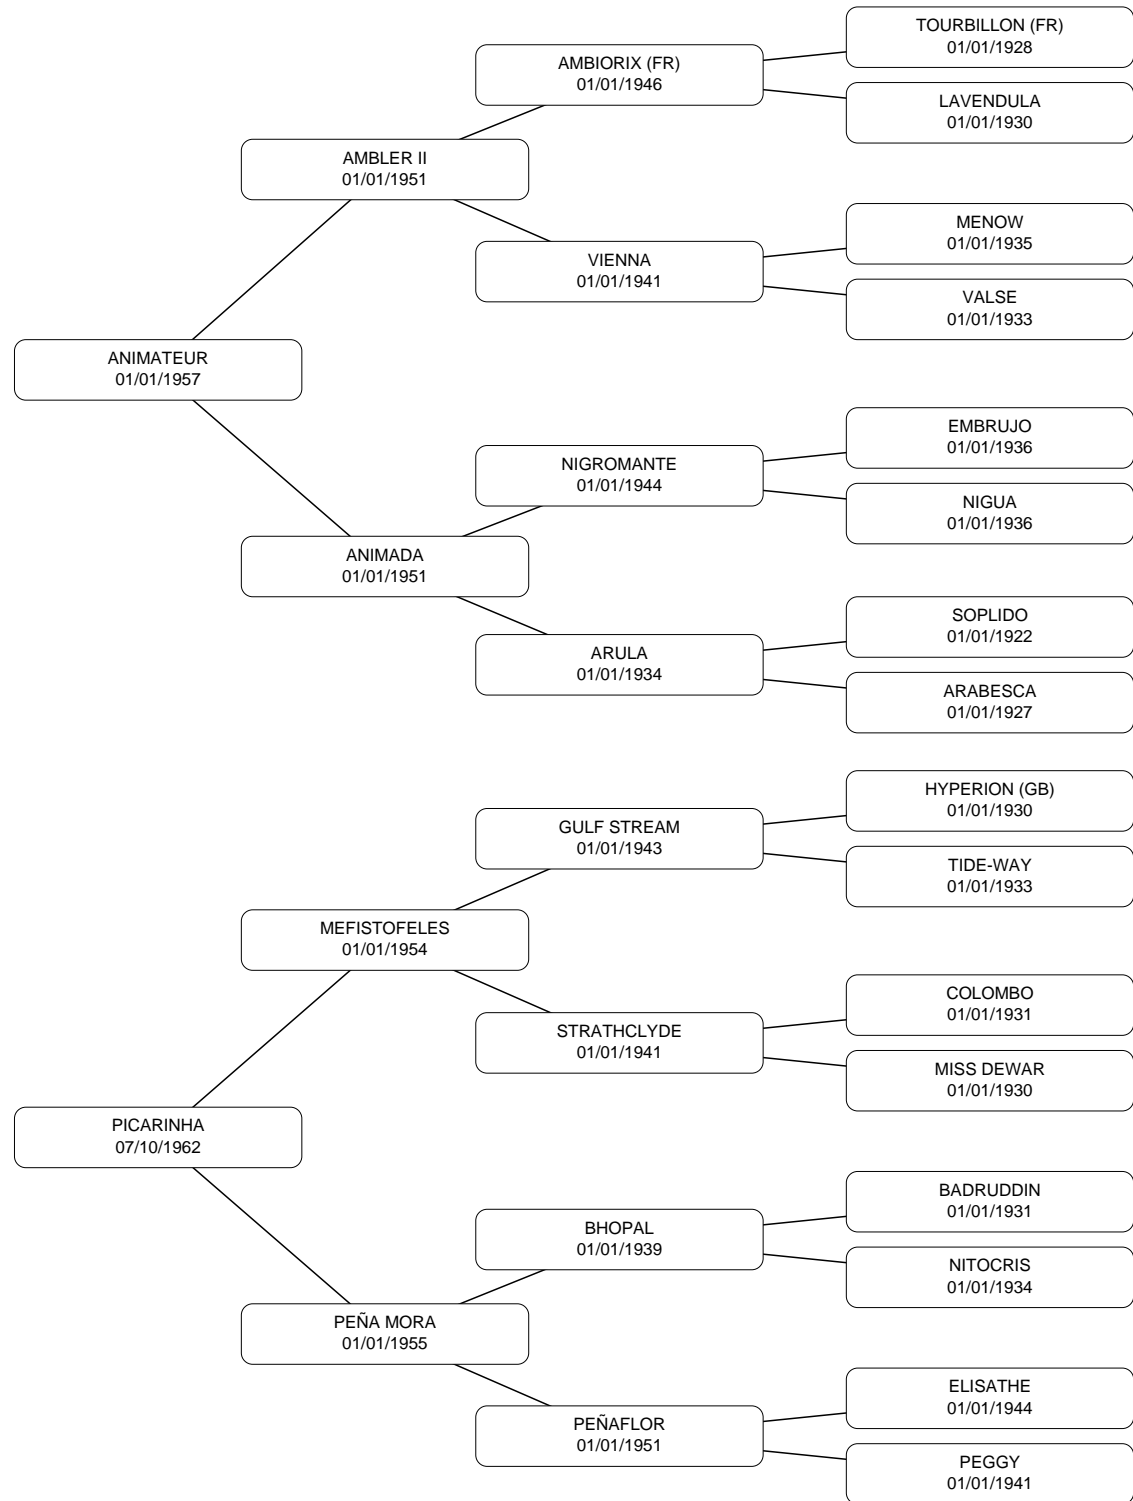 TOURBILLON (FR)
01/01/1928
AMBIORIX (FR)
01/01/1946
LAVENDULA
01/01/1930
AMBLER II
01/01/1951
MENOW
01/01/1935
VIENNA
01/01/1941
VALSE
01/01/1933
ANIMATEUR
01/01/1957
EMBRUJO
01/01/1936
NIGROMANTE
01/01/1944
NIGUA
01/01/1936
ANIMADA
01/01/1951
SOPLIDO
01/01/1922
ARULA
01/01/1934
ARABESCA
01/01/1927
HYPERION (GB)
01/01/1930
GULF STREAM
01/01/1943
TIDE-WAY
01/01/1933
MEFISTOFELES
01/01/1954
COLOMBO
01/01/1931
STRATHCLYDE
01/01/1941
MISS DEWAR
01/01/1930
PICARINHA
07/10/1962
BADRUDDIN
01/01/1931
BHOPAL
01/01/1939
NITOCRIS
01/01/1934
PEÑA MORA
01/01/1955
ELISATHE
01/01/1944
PEÑAFLOR
01/01/1951
PEGGY
01/01/1941